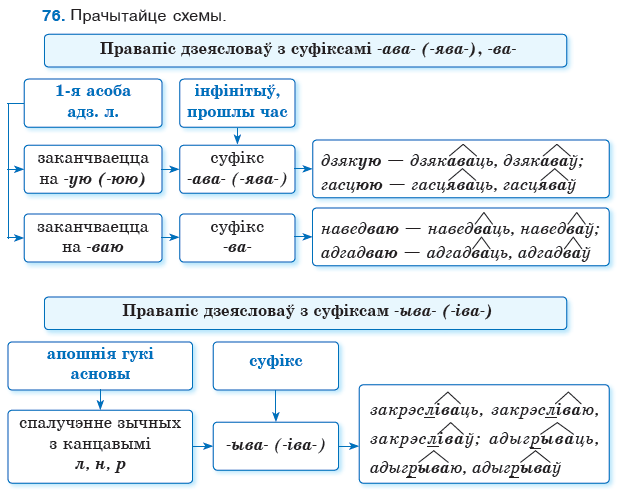 76. Прачытайце схемы.
Правапіс дзеясловаў з суфіксамі -ава- (-ява-), -ва-
1-я асоба
адз. л.
інфінітыў,
прошлы час
заканчваецца
на -ую (-юю)
суфікс
-ава- (-ява-)
дзякую — дзякаваць, дзякаваў;
гасцюю — гасцяваць, гасцяваў
заканчваецца
на -ваю
суфікс
-ва-
наведваю — наведваць, наведваў;
адгадваю — адгадваць, адгадваў
Правапіс дзеясловаў з суфіксам -ыва- (-іва-)
апошнія гукі
асновы
суфікс
спалучэнне зычных
з канцавымі
л, н, р
-ыва- (-іва-)
закрэсліваць, закрэсліваю,
закрэсліваў; адыгрываць,
адыгрываю, адыгрываў